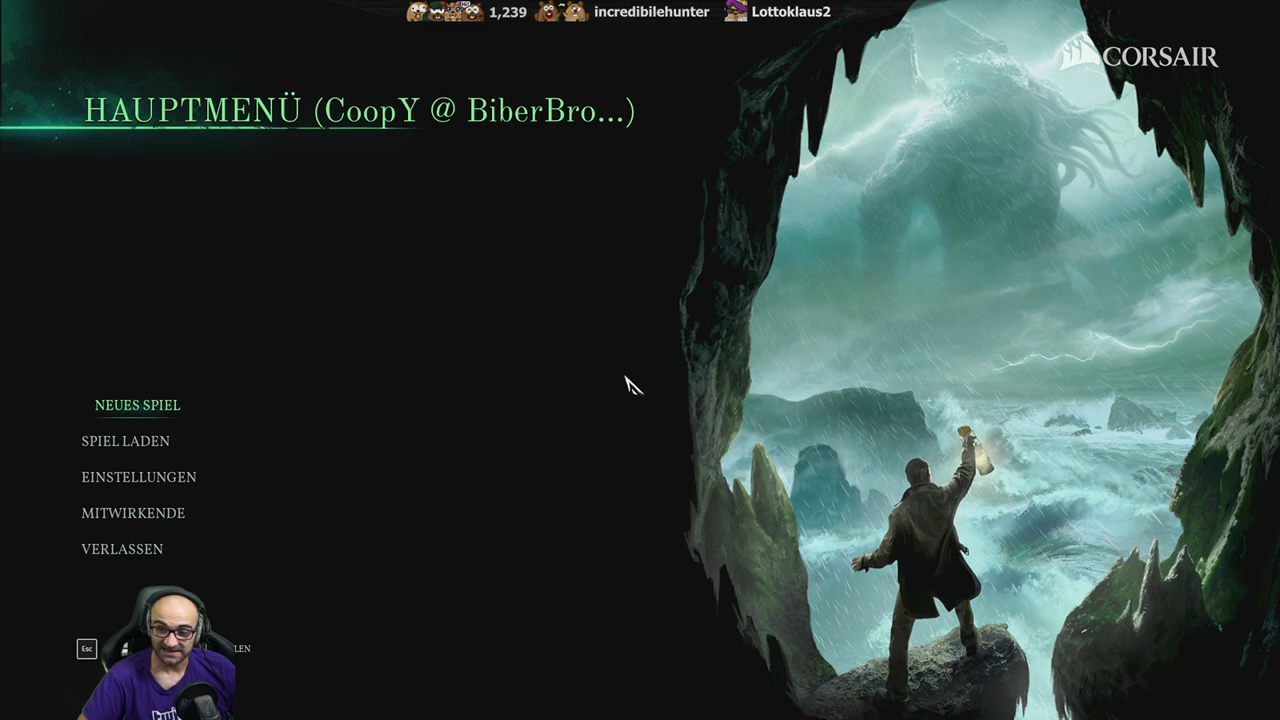 1,239 incredibilehunter Lottoklaus2
CORSAIR
HAUPTMENÜ (CoopY @ BiberBro...)
NEUES SPIEL
SPIEL LADEN
EINSTELLUNGEN
MITWIRKENDE
VERLASSEN
Esc